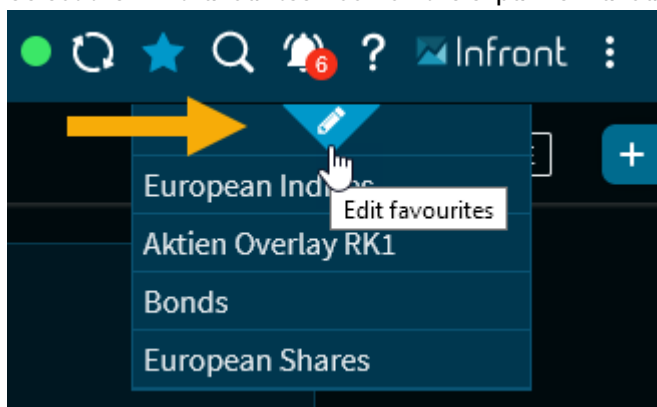 6
?
Infront
European Indices
Edit favourites
Aktien Overlay RK1
Bonds
European Shares